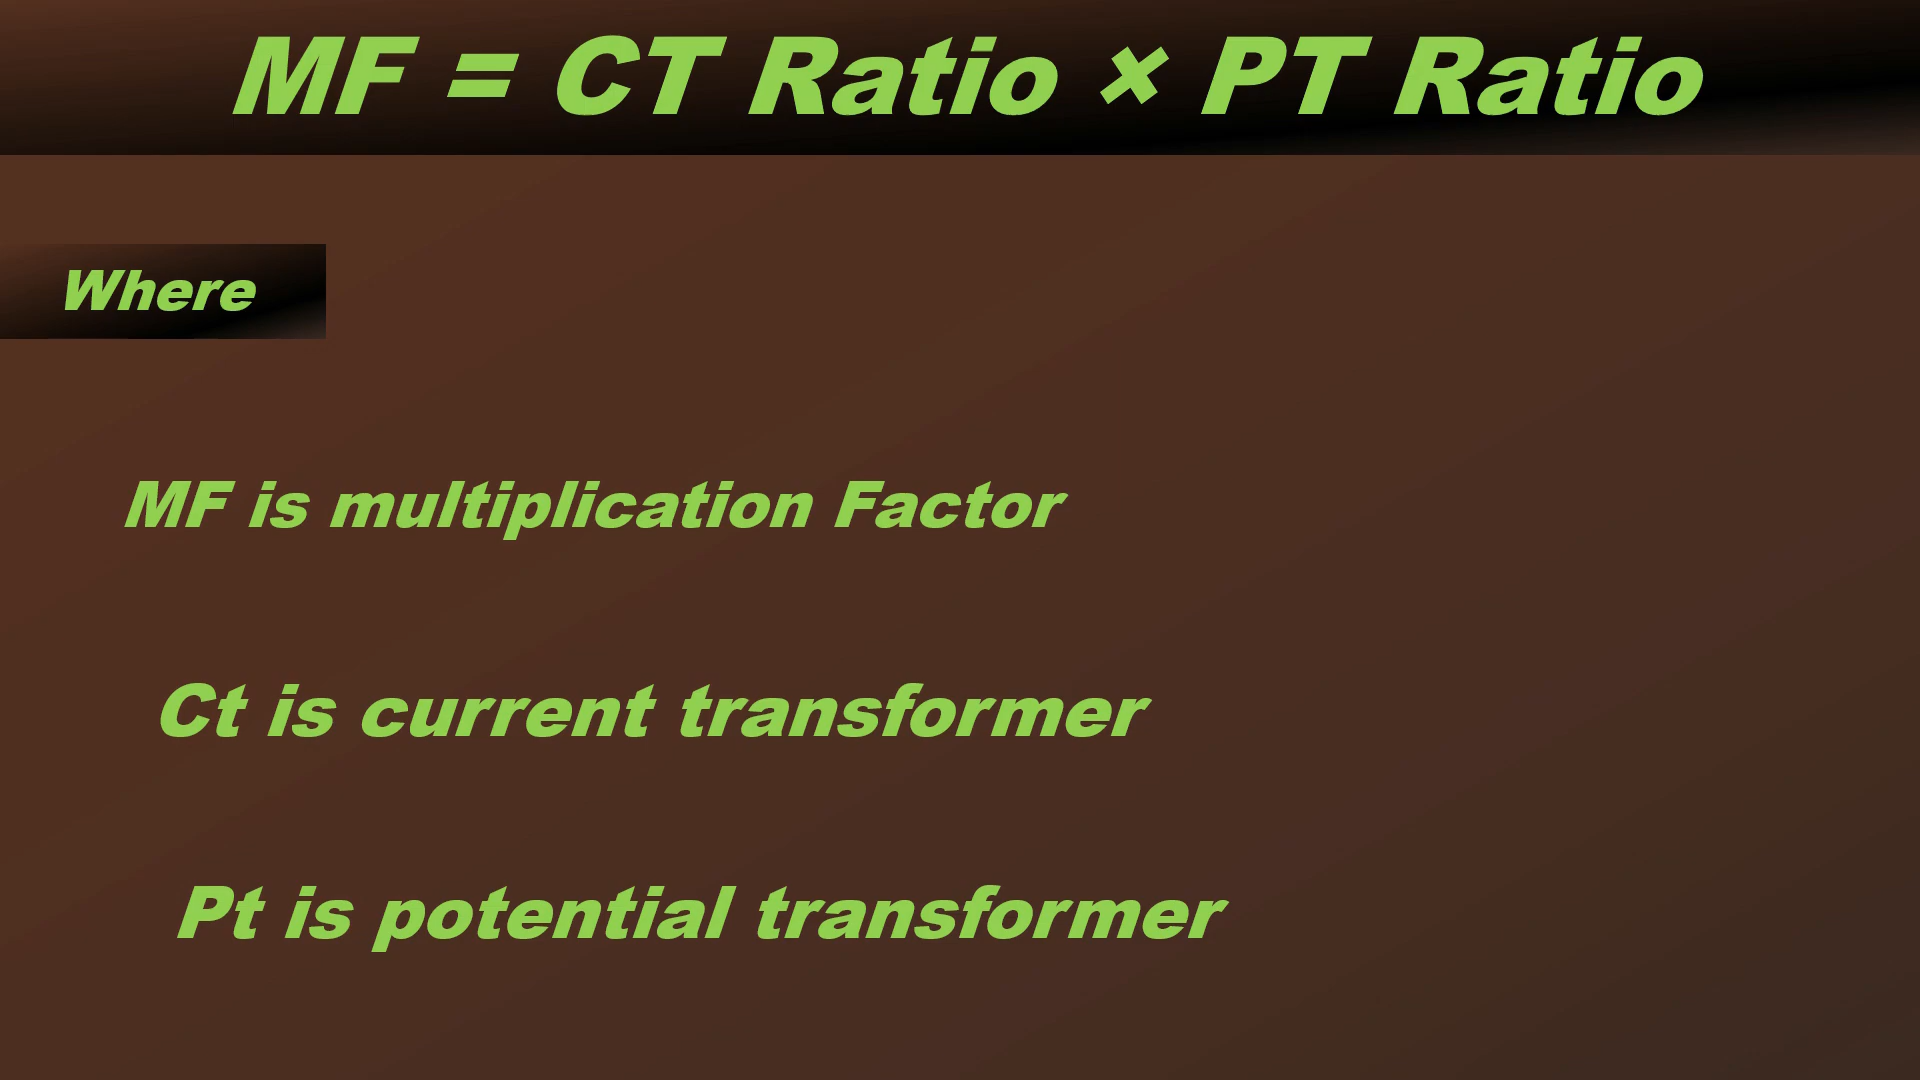 MF = CT Ratio × PT Ratio
Where
MF is multiplication Factor
Ct is current transformer
Pt is potential transformer